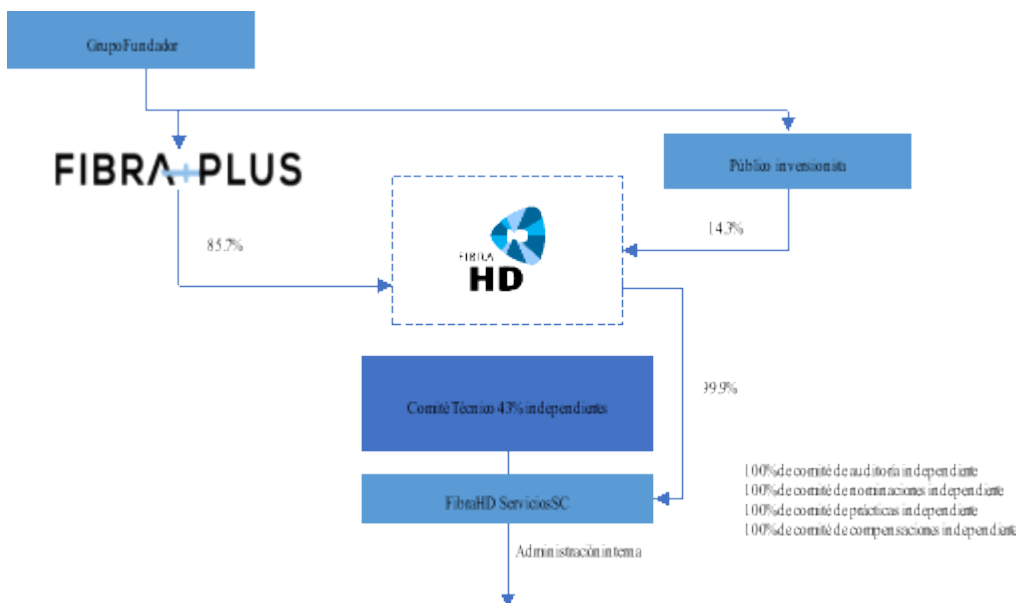 Grupo Fundador
FIBRA PLUS
Público inversionista
85.7%
14.3%
FIBRA
HD
99.9%
Comité Técnico 43% independientes
100% de comité de auditoría independiente
100% de comité de nominaciones independiente
100% de comité de prácticas independiente
100% de comité de compensaciones independiente
FibraHD Servicios SC
Administración interna